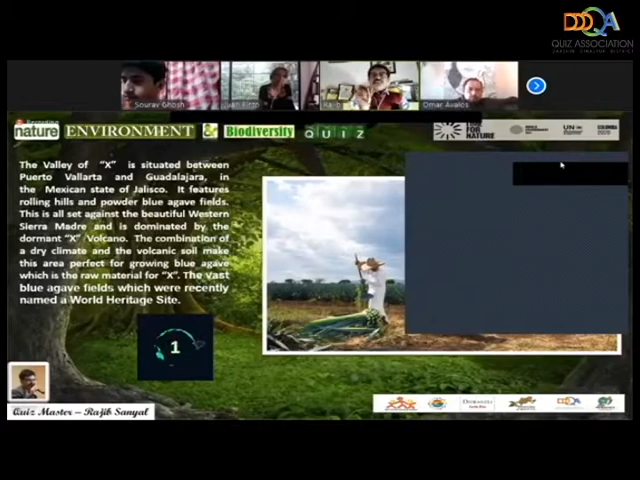 DDDQA
QUIZ ASSOCIATION
Sourav Ghosh
Omar Avalos
Recording
nature ENVIRONMENT & Biodiversity QUIZ
FOR NATURE
The Valley of "X" is situated between
Puerto Vallarta and Guadalajara, in
the Mexican state of Jalisco. It features
rolling hills and powder blue agave fields.
This is all set against the beautiful Western
Sierra Madre and is dominated by the
dormant "X" Volcano. The combination of
a dry climate and the volcanic soil make
this area perfect for growing blue agave
which is the raw material for "X". The vast
blue agave fields which were recently
named a World Heritage Site.
1
Quiz Master – Rajib Sanyal